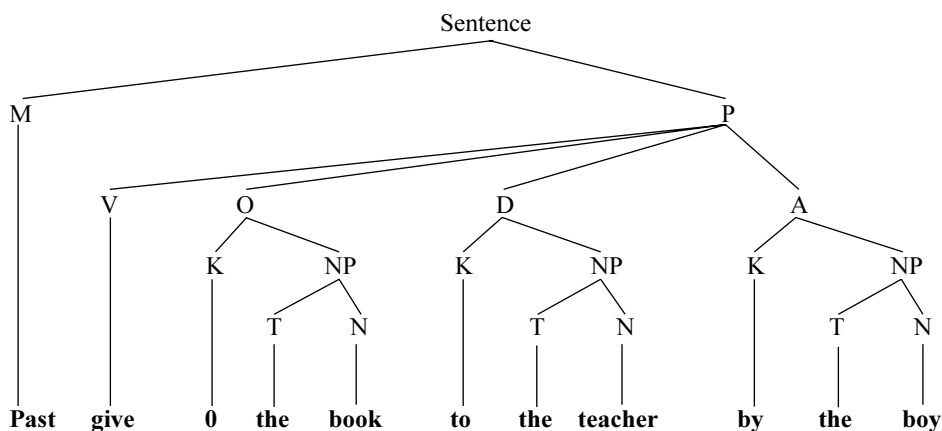 Sentence
M P
V O D A
K NP K NP K NP
T N T N T N
Past give 0 the book to the teacher by the boy